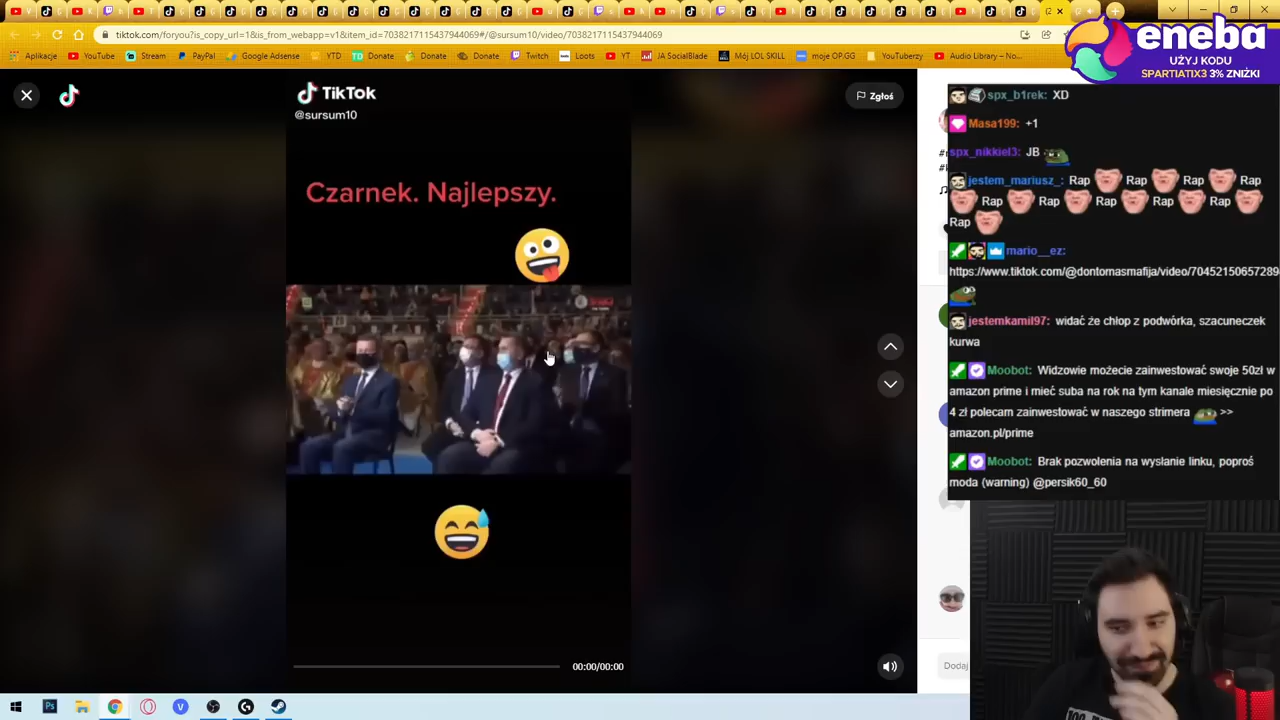 tiktok.com/foryou?is_copy_url=1&is_from_webapp=v1&item_id=7038217115437944069#/@sursum10/video/7038217115437944069
Aplikacje YouTube Stream PayPal Google Adsense YTD Donate Donate Donate Twitch Loots YT JA SocialBlade Mój LOL SKILL moje OP.GG YouTuberzy Audio Library – No...
eneba
UŻYJ KODU
SPARTIATIX3 3% ZNIŻKI
TikTok
@sursum10
Zgłoś
Czarnek. Najlepszy.
00:00/00:00
spx_b1rek: XD
Masa199: +1
spx_nikkiel3: JB
jestem_mariusz_: Rap Rap Rap Rap
Rap Rap Rap Rap Rap
Rap
mario__ez:
https://www.tiktok.com/@dontomasmafija/video/70452150657289
jestemkamil97: widać że chłop z podwórka, szacuneczek
kurwa
Moobot: Widzowie możecie zainwestować swoje 50zł w
amazon prime i mieć suba na rok na tym kanale miesięcznie po
4 zł polecam zainwestować w naszego strimera >>
amazon.pl/prime
Moobot: Brak pozwolenia na wysłanie linku, poproś
moda (warning) @persik60_60
Dodaj